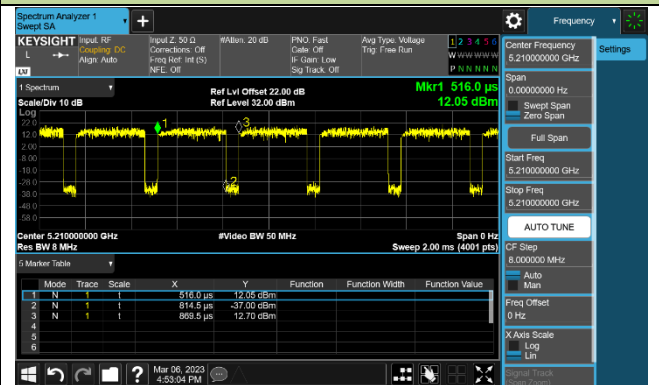 Spectrum Analyzer 1
Swept SA
+
Frequency
KEYSIGHT Input: RF Input Z: 50 Ω #Atten: 20 dB PNO: Fast Avg Type: Voltage 1 2 3 4 5 6
L Coupling: DC Corrections: Off Gate: Off Trig: Free Run W W W W W W
Align: Auto Freq Ref: Int (S) IF Gain: Low P N N N N N
LXI NFE: Off Sig Track: Off
1 Spectrum
Ref Lvl Offset 22.00 dB Mkr1 516.0 µs
Scale/Div 10 dB Ref Level 32.00 dBm 12.05 dBm
Log
22.0
12.0
2.00
-8.00
-18.0
-28.0
-38.0
-48.0
-58.0
1
3
2
Center 5.210000000 GHz #Video BW 50 MHz Span 0 Hz
Res BW 8 MHz Sweep 2.00 ms (4001 pts)
5 Marker Table
Mode Trace Scale X Y Function Function Width Function Value
1 N 1 t 516.0 µs 12.05 dBm
2 N 1 t 814.5 µs -37.00 dBm
3 N 1 t 869.5 µs 12.70 dBm
4
5
6
Mar 06, 2023
4:53:04 PM
?
Center Frequency
5.210000000 GHz
Settings
Span
0.00000000 Hz
Swept Span
Zero Span
Full Span
Start Freq
5.210000000 GHz
Stop Freq
5.210000000 GHz
AUTO TUNE
CF Step
8.000000 MHz
Auto
Man
Freq Offset
0 Hz
X Axis Scale
Log
Lin
Signal Track
(Span Zoom)